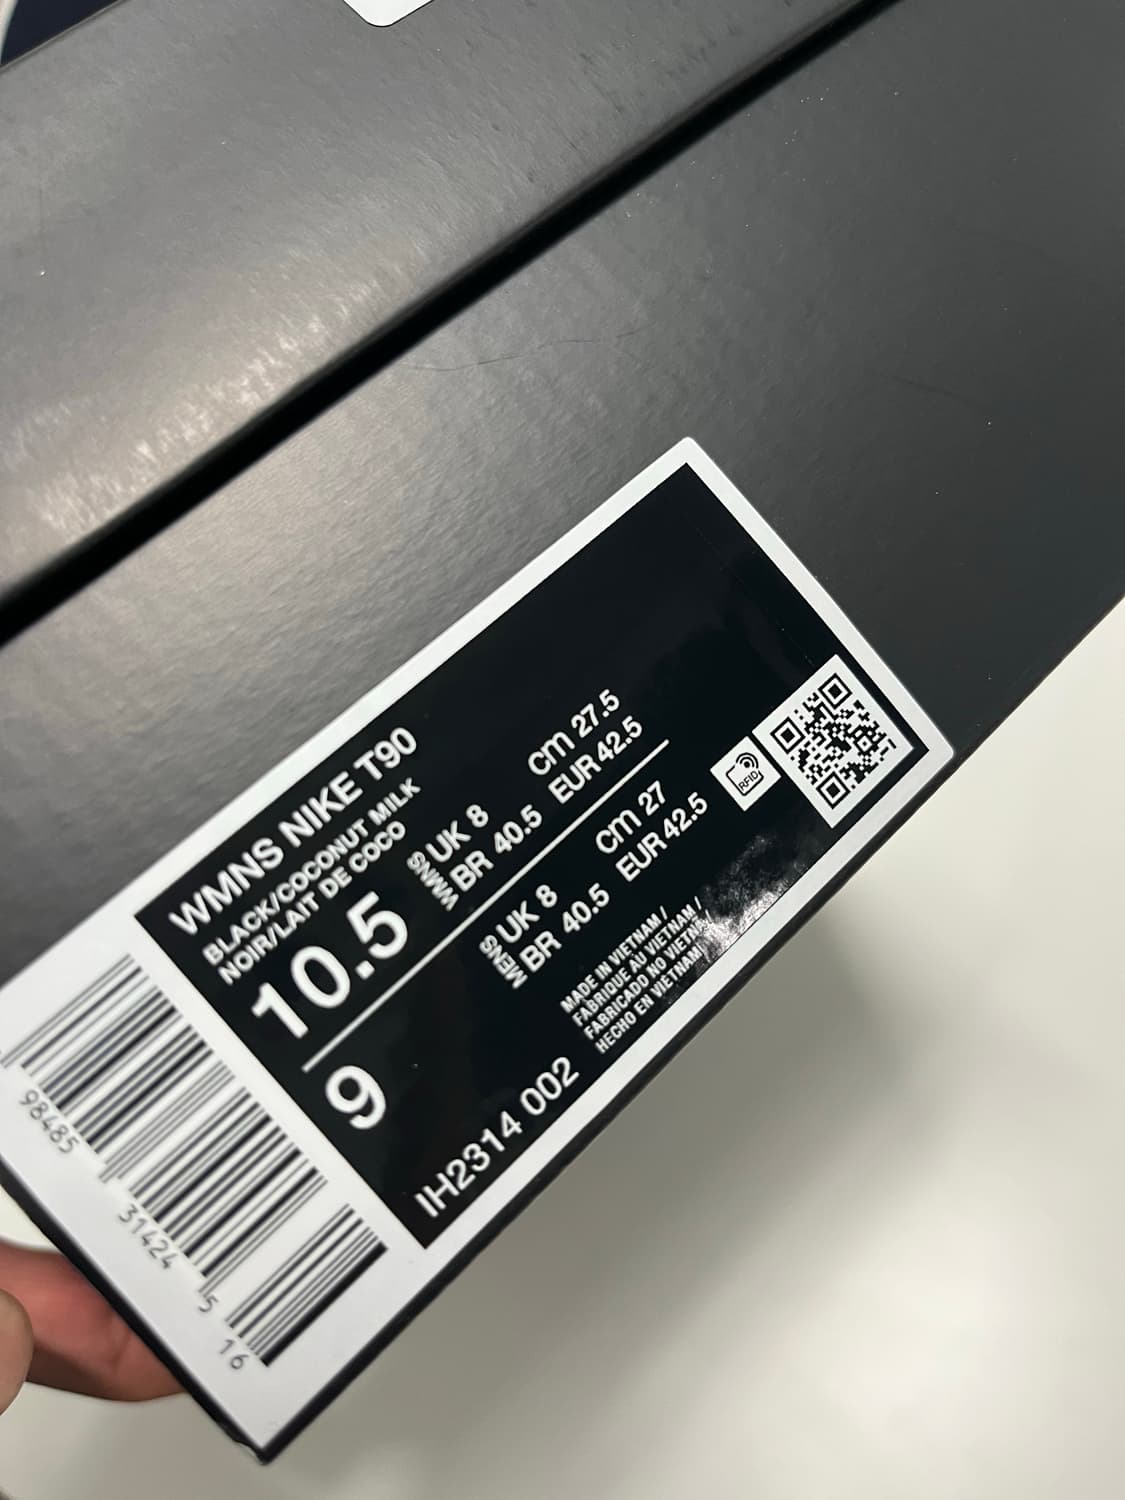 WMNS NIKE T90
BLACK/COCONUT MILK
NOIR/LAIT DE COCO
10.5
WMNS
UK 8
cm 27.5
BR 40.5
EUR 42.5
9
MENS
UK 8
cm 27
BR 40.5
EUR 42.5
RFID
MADE IN VIETNAM /
FABRIQUE AU VIETNAM /
FABRICADO NO VIETNÃ /
HECHO EN VIETNAM
IH2314 002
98485 31424 5 16